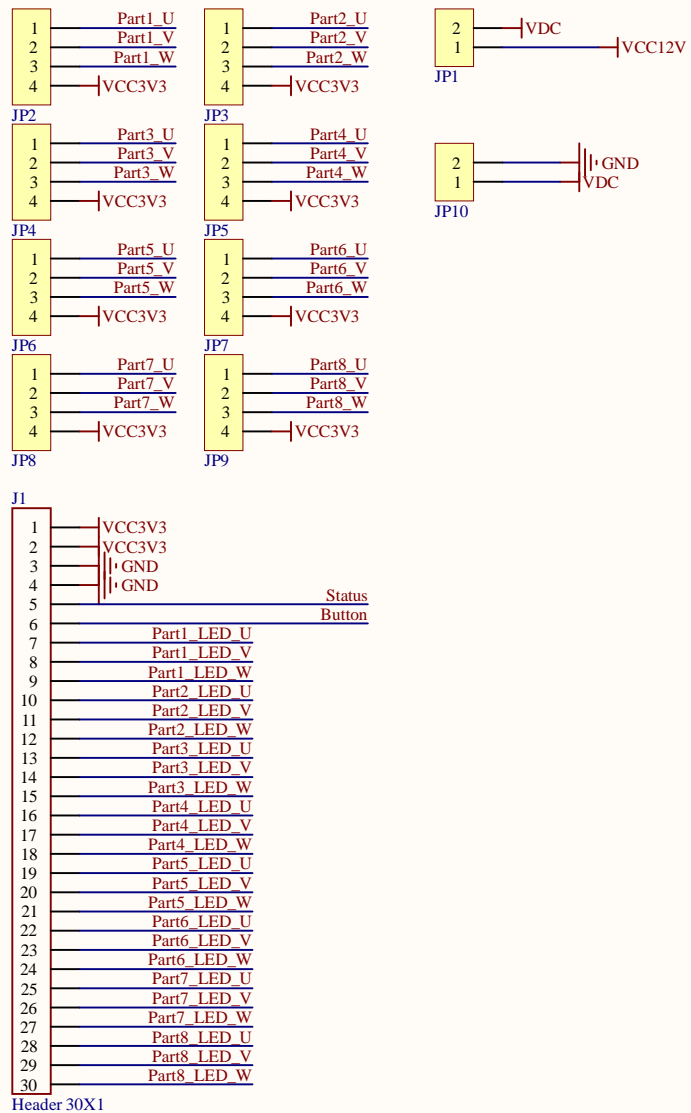 1 Part1_U
2 Part1_V
3 Part1_W
4 VCC3V3
JP2
1 Part2_U
2 Part2_V
3 Part2_W
4 VCC3V3
JP3
2 VDC
1 VCC12V
JP1
1 Part3_U
2 Part3_V
3 Part3_W
4 VCC3V3
JP4
1 Part4_U
2 Part4_V
3 Part4_W
4 VCC3V3
JP5
2 GND
1 VDC
JP10
1 Part5_U
2 Part5_V
3 Part5_W
4 VCC3V3
JP6
1 Part6_U
2 Part6_V
3 Part6_W
4 VCC3V3
JP7
1 Part7_U
2 Part7_V
3 Part7_W
4 VCC3V3
JP8
1 Part8_U
2 Part8_V
3 Part8_W
4 VCC3V3
JP9
J1
1 VCC3V3
2 VCC3V3
3 GND
4 GND
5 Status
6 Button
7 Part1_LED_U
8 Part1_LED_V
9 Part1_LED_W
10 Part2_LED_U
11 Part2_LED_V
12 Part2_LED_W
13 Part3_LED_U
14 Part3_LED_V
15 Part3_LED_W
16 Part4_LED_U
17 Part4_LED_V
18 Part4_LED_W
19 Part5_LED_U
20 Part5_LED_V
21 Part5_LED_W
22 Part6_LED_U
23 Part6_LED_V
24 Part6_LED_W
25 Part7_LED_U
26 Part7_LED_V
27 Part7_LED_W
28 Part8_LED_U
29 Part8_LED_V
30 Part8_LED_W
Header 30X1